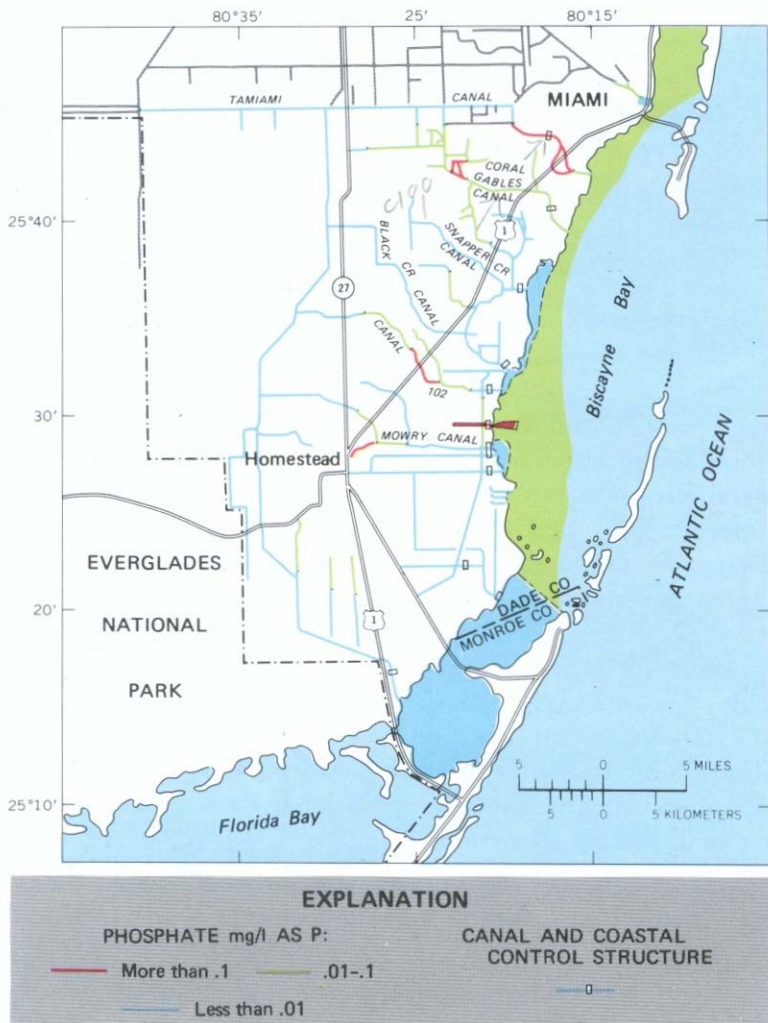 80°35'
25'
80°15'
TAMIAMI
CANAL
MIAMI
CORAL
GABLES
CANAL
25°40'
C100
1
SNAPPER CR
CANAL
BLACK
CR
CANAL
27
CANAL
102
Biscayne Bay
30'
MOWRY CANAL
Homestead
ATLANTIC OCEAN
EVERGLADES
NATIONAL
PARK
20'
DADE CO
MONROE CO
1
5 0 5 MILES
5 0 5 KILOMETERS
25°10'
Florida Bay
EXPLANATION
PHOSPHATE mg/l AS P:
More than .1
.01-.1
Less than .01
CANAL AND COASTAL
CONTROL STRUCTURE